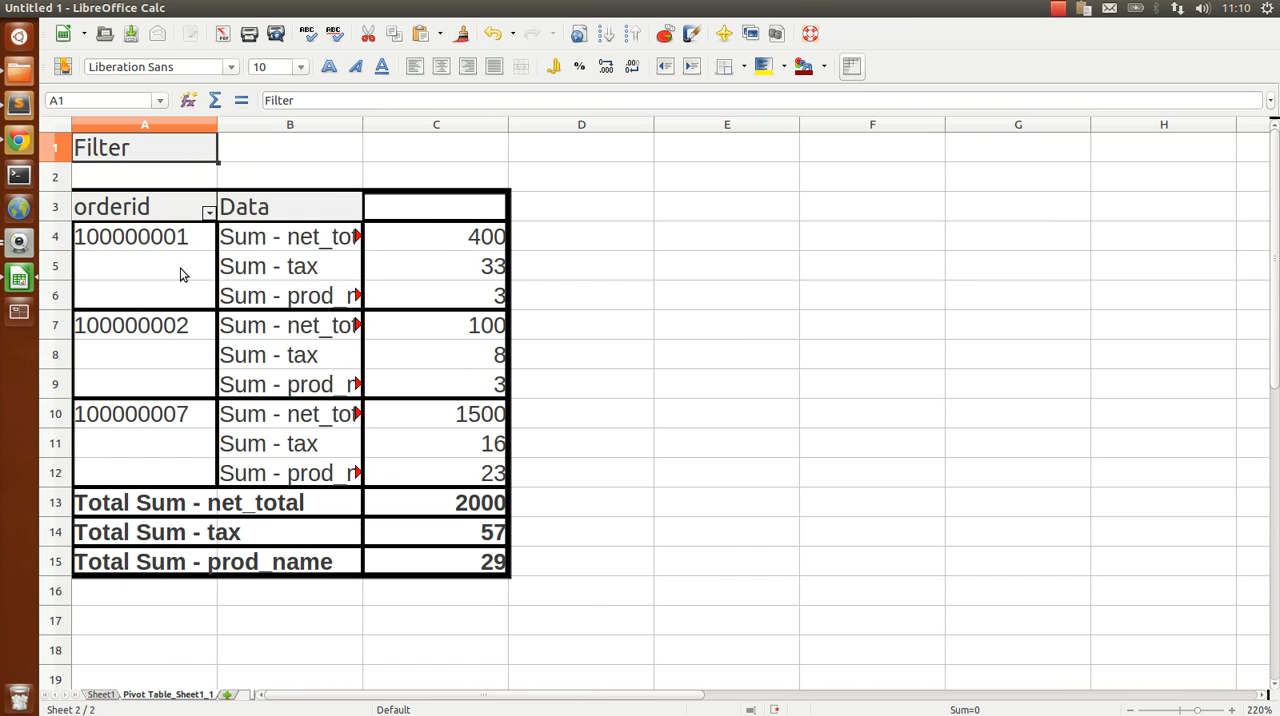 Untitled 1 - LibreOffice Calc
11:10
Liberation Sans
10
A1
Filter
A B C D E F G H
1 Filter
2
3 orderid Data
4 100000001 Sum - net_tot 400
5 Sum - tax 33
6 Sum - prod_n 3
7 100000002 Sum - net_tot 100
8 Sum - tax 8
9 Sum - prod_n 3
10 100000007 Sum - net_tot 1500
11 Sum - tax 16
12 Sum - prod_n 23
13 Total Sum - net_total 2000
14 Total Sum - tax 57
15 Total Sum - prod_name 29
16
17
18
19
Sheet1 Pivot Table_Sheet1_1
Sheet 2 / 2 Default Sum=0 220%